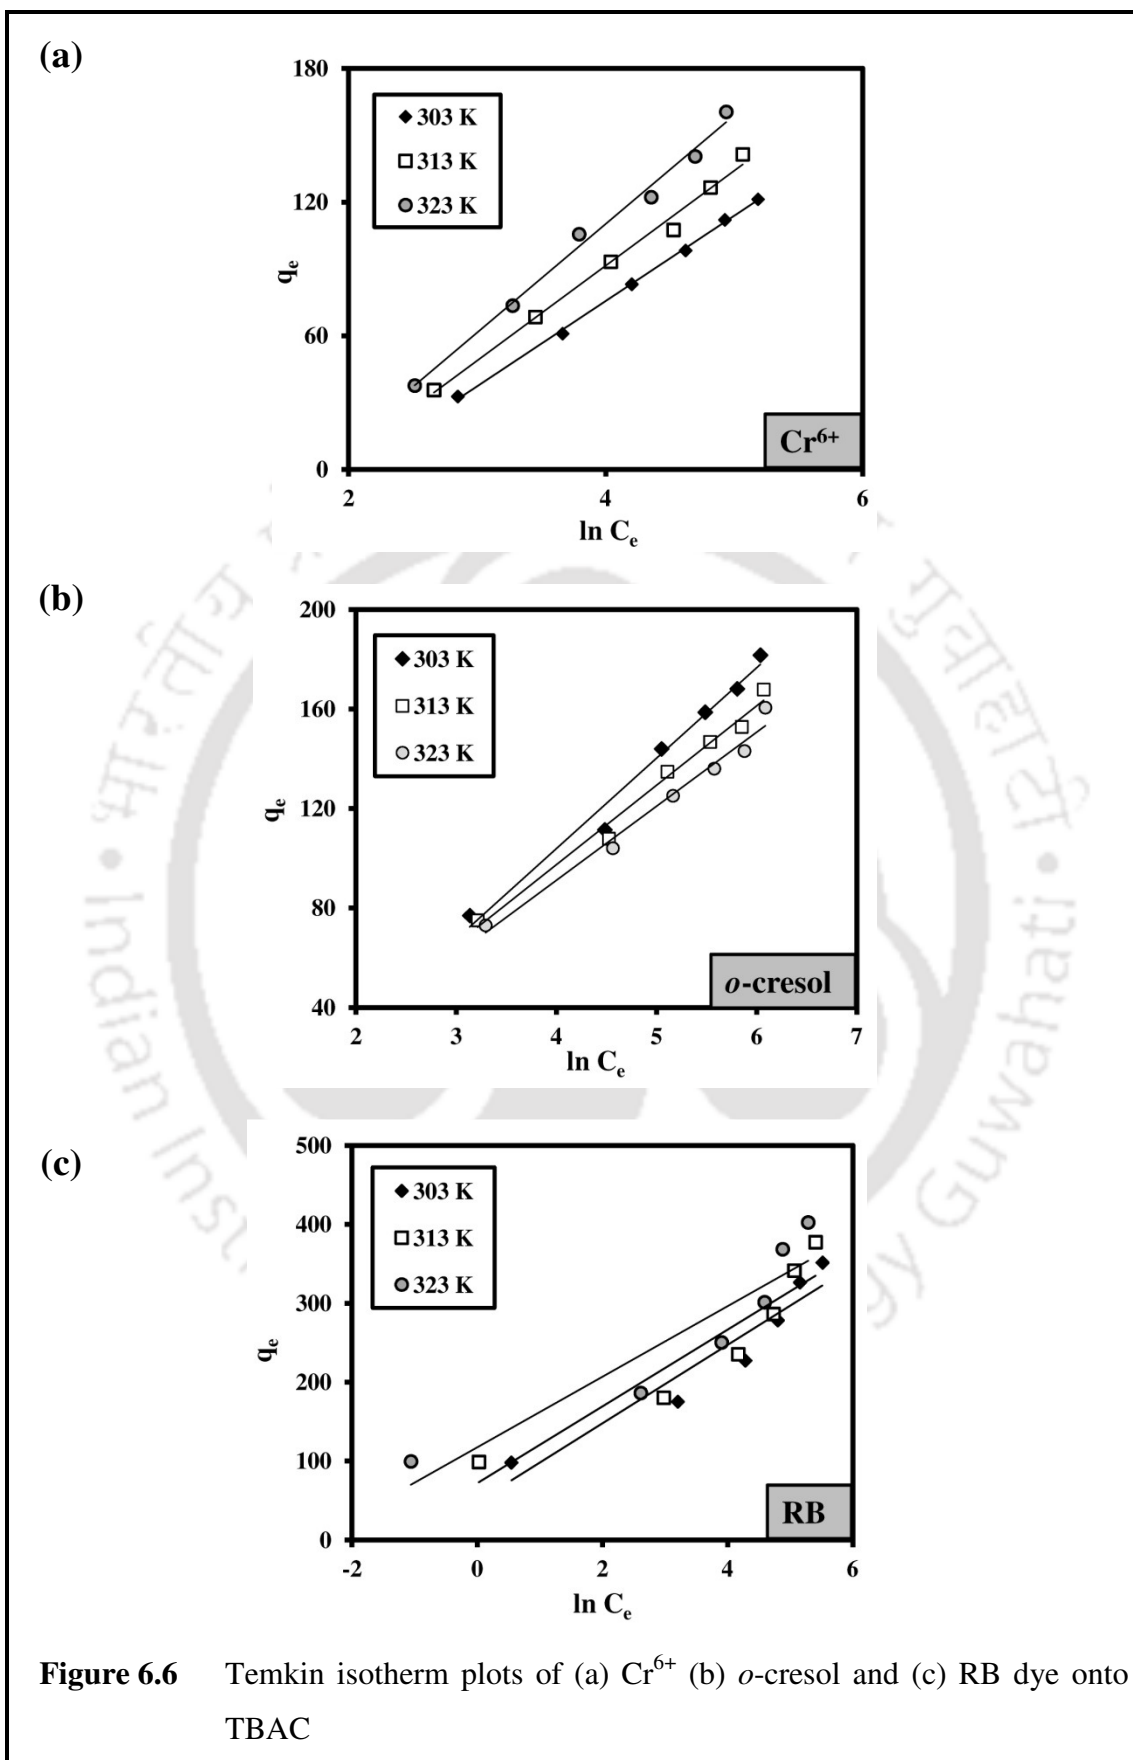 (a)
180
120
60
0
qe
303 K
313 K
323 K
Cr6+
2 4 6
ln Ce
(b)
200
160
120
80
40
qe
303 K
313 K
323 K
o-cresol
2 3 4 5 6 7
ln Ce
(c)
500
400
300
200
100
0
qe
303 K
313 K
323 K
RB
-2 0 2 4 6
ln Ce
Figure 6.6 Temkin isotherm plots of (a) Cr6+ (b) o-cresol and (c) RB dye onto
TBAC